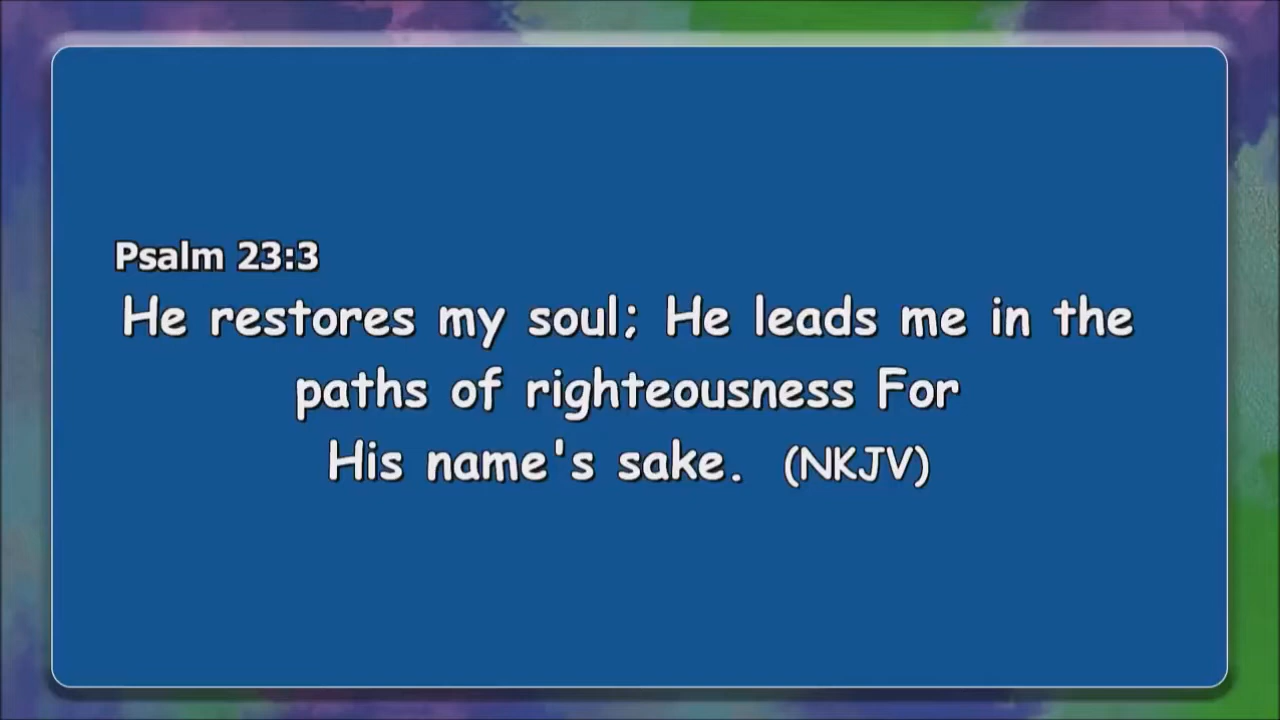 Psalm 23:3
He restores my soul; He leads me in the
paths of righteousness For
His name's sake. (NKJV)